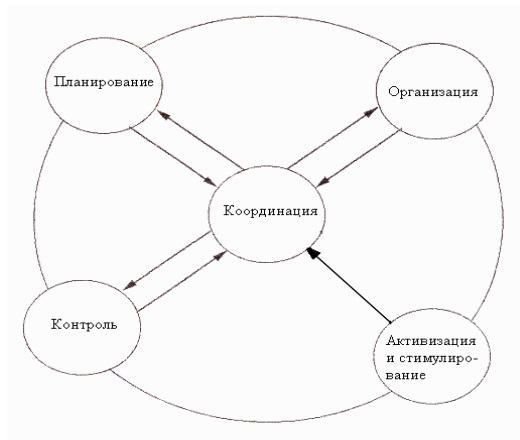 Планирование
Организация
Координация
Контроль
Активизация
и стимулиро-
вание